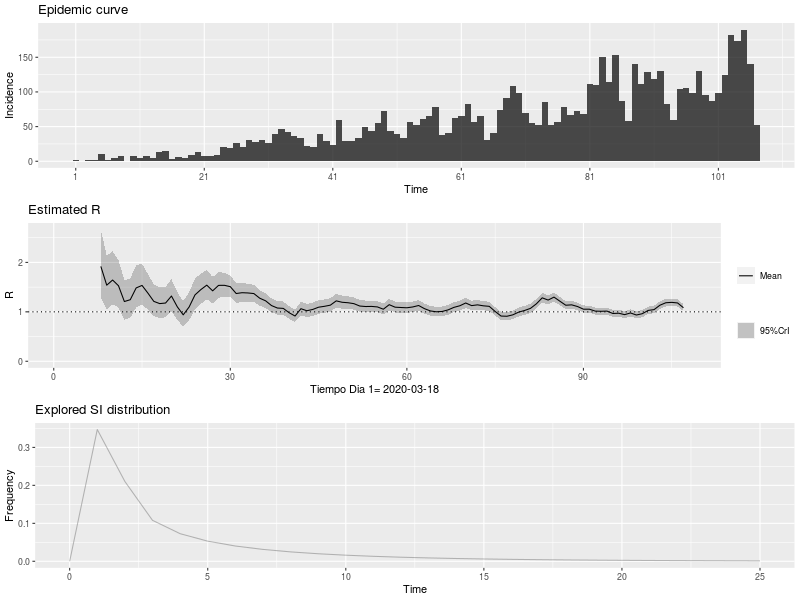 Epidemic curve
Incidence
150
100
50
0
1 21 41 61 81 101
Time
Estimated R
R
2
1
0
0 30 60 90
Tiempo Dia 1= 2020-03-18
Mean
95%CrI
Explored SI distribution
Frequency
0.3
0.2
0.1
0.0
0 5 10 15 20 25
Time